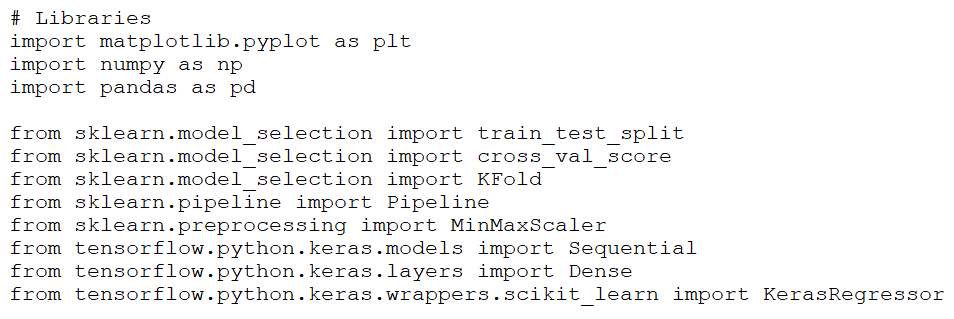 # Libraries
import matplotlib.pyplot as plt
import numpy as np
import pandas as pd
from sklearn.model_selection import train_test_split
from sklearn.model_selection import cross_val_score
from sklearn.model_selection import KFold
from sklearn.pipeline import Pipeline
from sklearn.preprocessing import MinMaxScaler
from tensorflow.python.keras.models import Sequential
from tensorflow.python.keras.layers import Dense
from tensorflow.python.keras.wrappers.scikit_learn import KerasRegressor